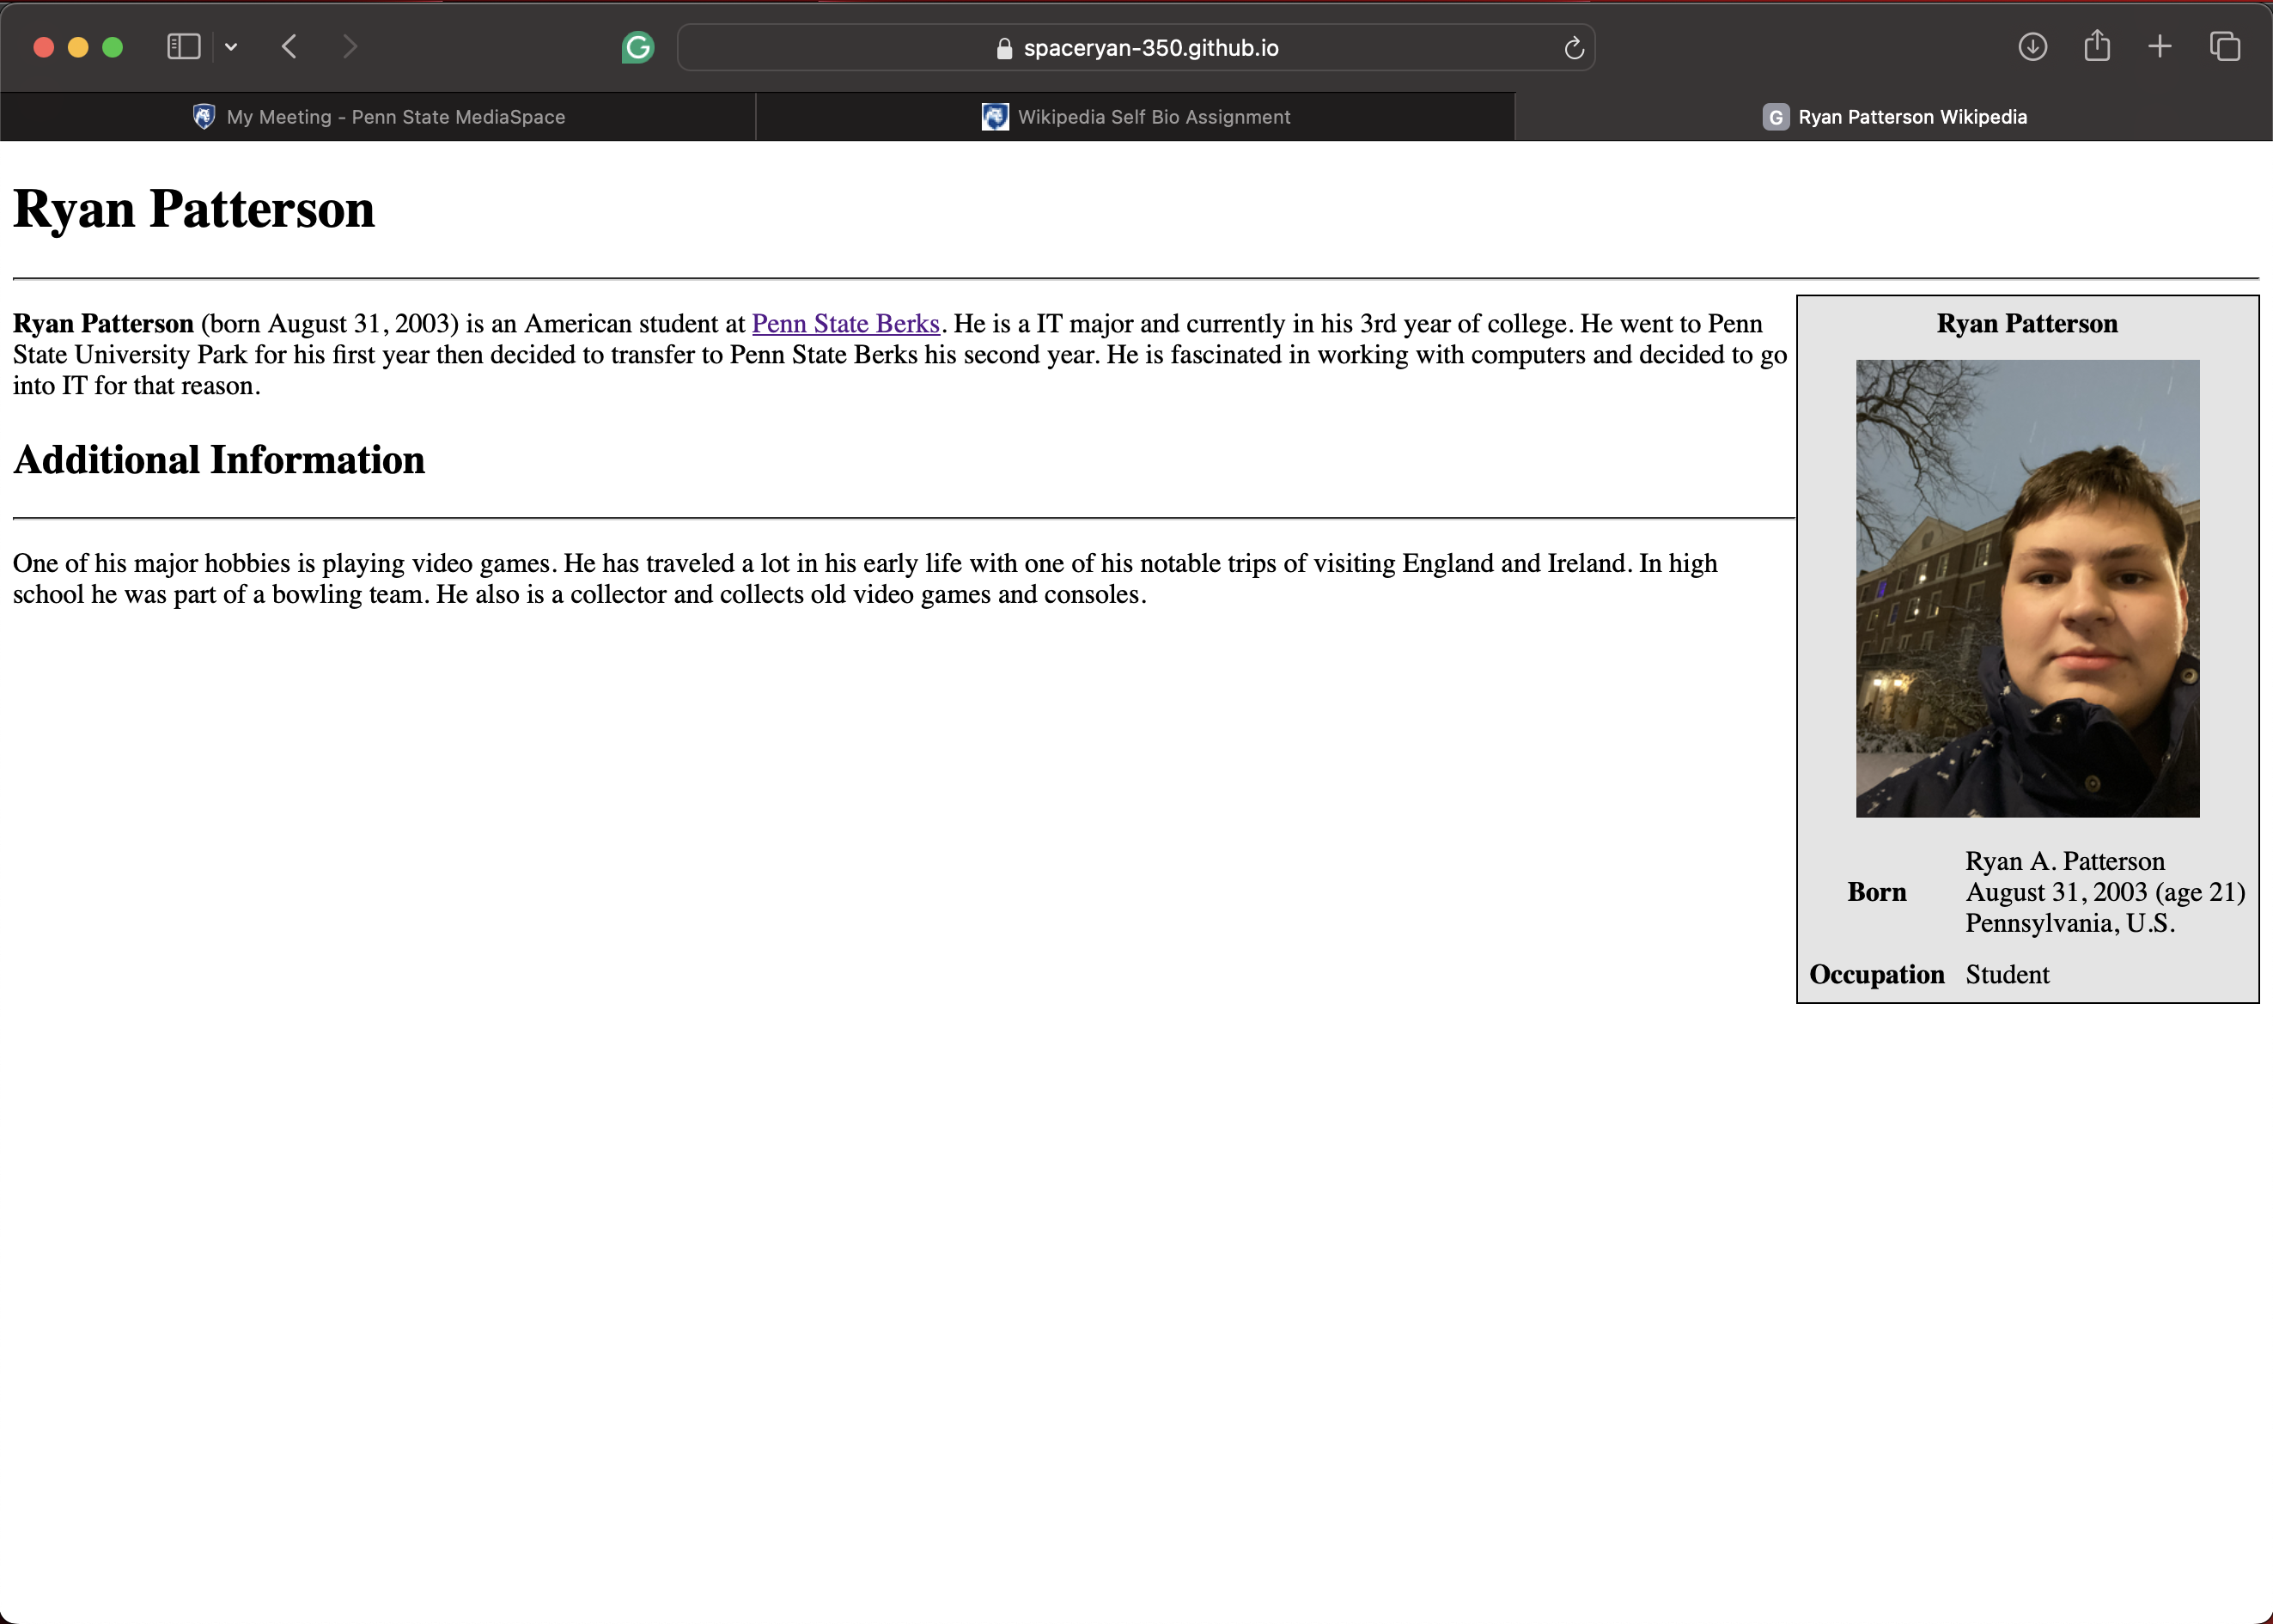 spaceryan-350.github.io
My Meeting - Penn State MediaSpace
Wikipedia Self Bio Assignment
G Ryan Patterson Wikipedia
Ryan Patterson
Ryan Patterson (born August 31, 2003) is an American student at Penn State Berks. He is a IT major and currently in his 3rd year of college. He went to Penn
State University Park for his first year then decided to transfer to Penn State Berks his second year. He is fascinated in working with computers and decided to go
into IT for that reason.
Additional Information
One of his major hobbies is playing video games. He has traveled a lot in his early life with one of his notable trips of visiting England and Ireland. In high
school he was part of a bowling team. He also is a collector and collects old video games and consoles.
Ryan Patterson
Born
Ryan A. Patterson
August 31, 2003 (age 21)
Pennsylvania, U.S.
Occupation Student